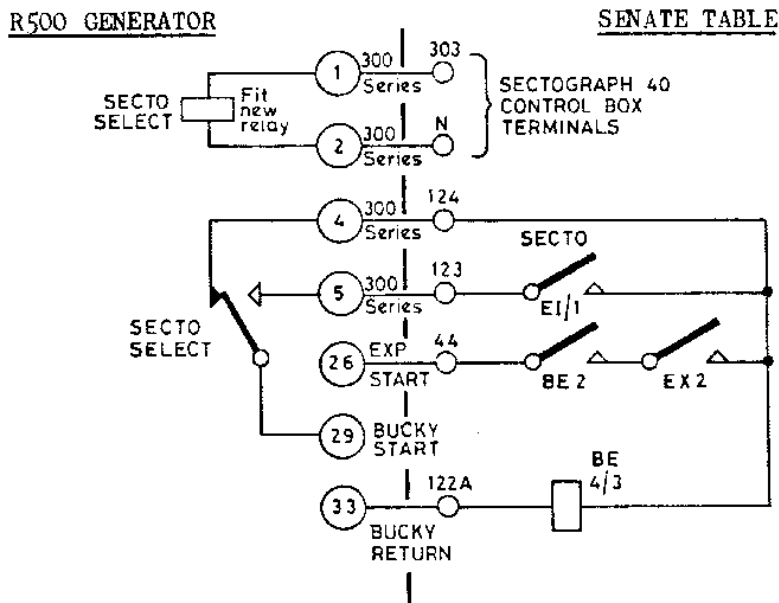 R500 GENERATOR
SENATE TABLE
SECTO
SELECT
Fit
new
relay
1
300
Series
303
2
300
Series
N
SECTOGRAPH 40
CONTROL BOX
TERMINALS
4
300
Series
124
SECTO
5
300
Series
123
EI/1
SECTO
SELECT
26
EXP
START
44
BE 2
EX 2
29
BUCKY
START
33
122A
BE
4/3
BUCKY
RETURN